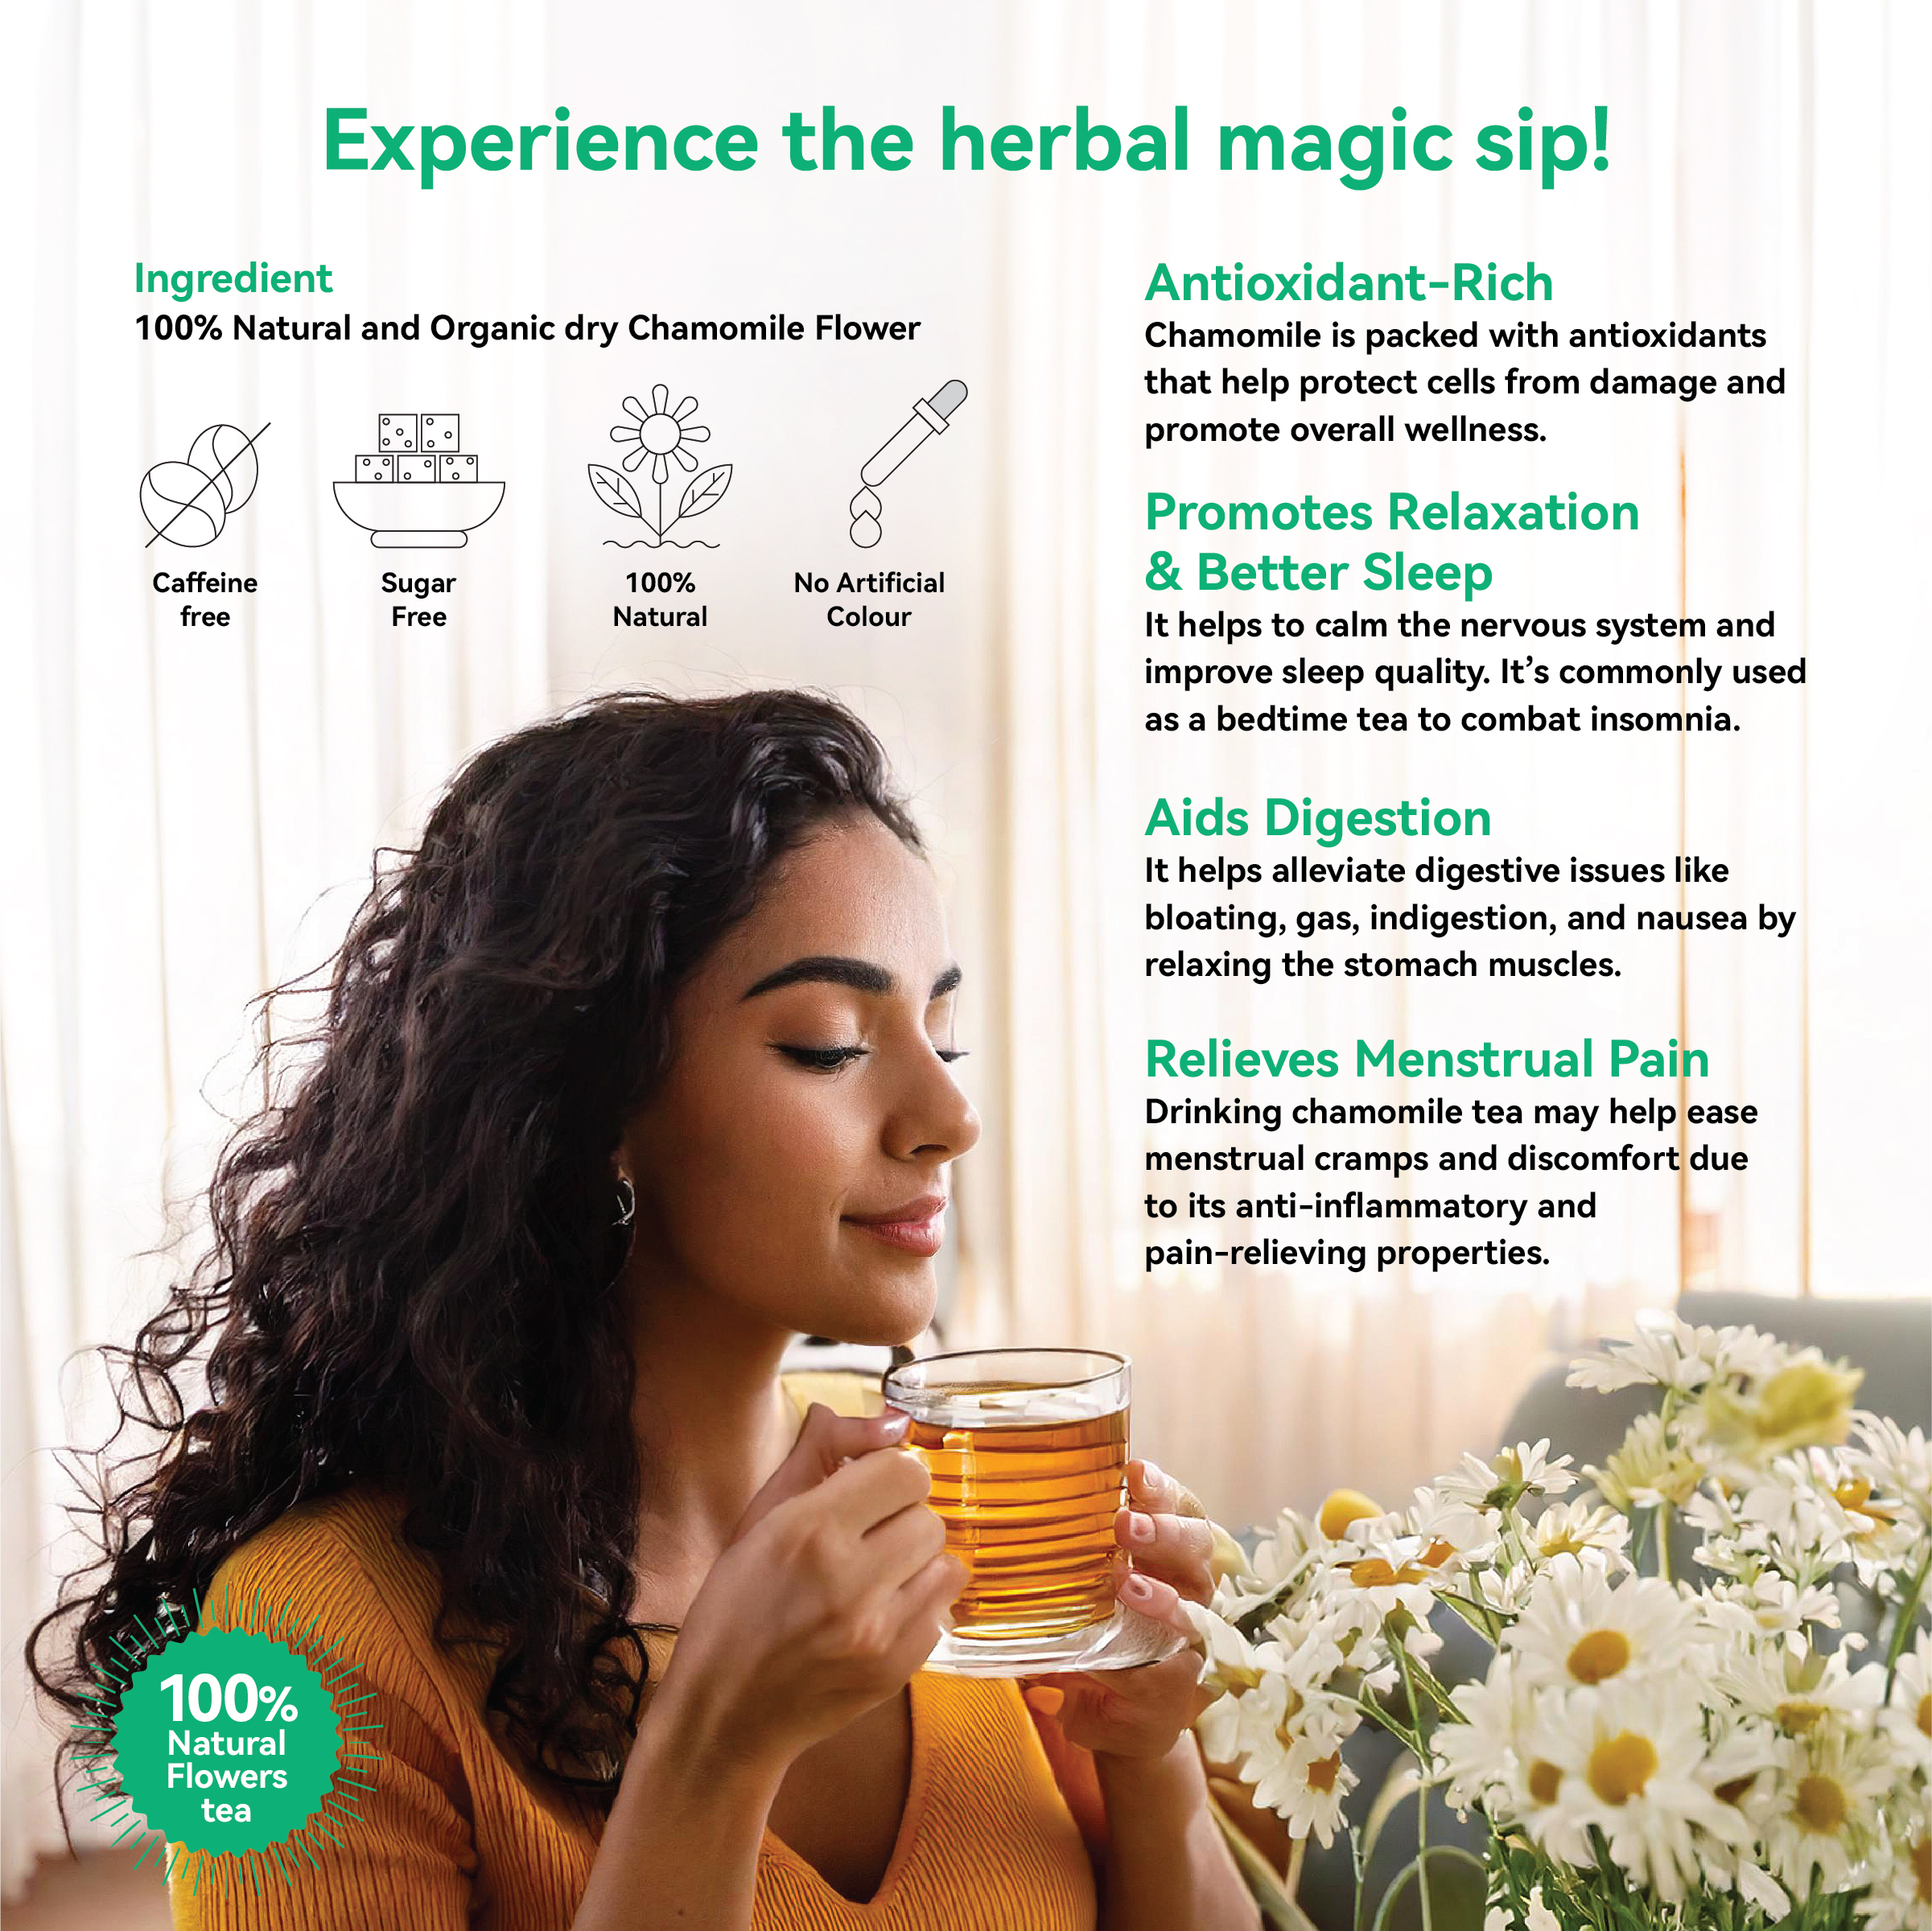 Experience the herbal magic sip!
Ingredient
100% Natural and Organic dry Chamomile Flower
Caffeine
free
Sugar
Free
100%
Natural
No Artificial
Colour
Antioxidant-Rich
Chamomile is packed with antioxidants
that help protect cells from damage and
promote overall wellness.
Promotes Relaxation
& Better Sleep
It helps to calm the nervous system and
improve sleep quality. It’s commonly used
as a bedtime tea to combat insomnia.
Aids Digestion
It helps alleviate digestive issues like
bloating, gas, indigestion, and nausea by
relaxing the stomach muscles.
Relieves Menstrual Pain
Drinking chamomile tea may help ease
menstrual cramps and discomfort due
to its anti-inflammatory and
pain-relieving properties.
100%
Natural
Flowers
tea